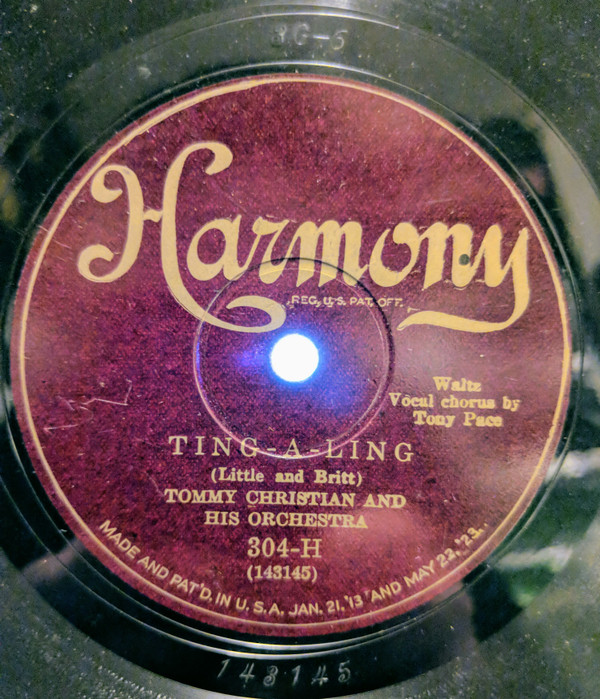 Harmony
REG. U.S. PAT. OFF.
Waltz
Vocal chorus by
Tony Pace
TING-A-LING
(Little and Britt)
TOMMY CHRISTIAN AND
HIS ORCHESTRA
304-H
(143145)
MADE AND PAT'D. IN U. S. A. JAN. 21, '13 AND MAY 22, '23.
143145